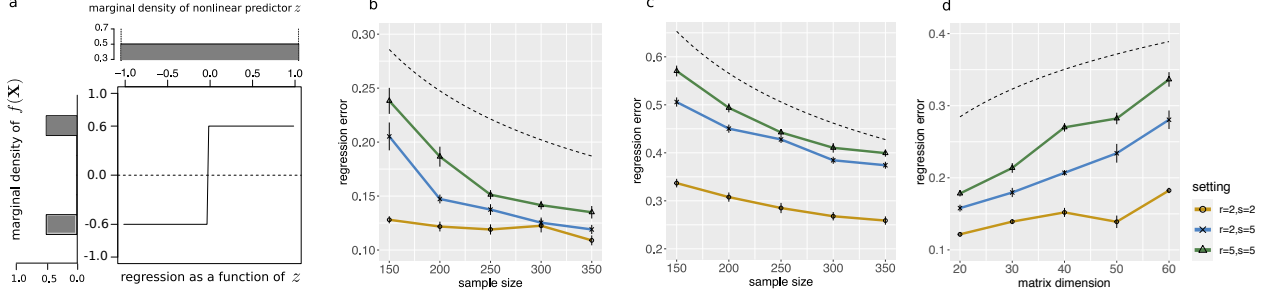 a
marginal density of nonlinear predictor z
0.7
0.5
0.3
-1.0 0.0 1.0
marginal density of f(X)
1.0
0.6
0.0
-0.6
-1.0
1.0 0.5 0.0
regression as a function of z
b
regression error
0.30
0.25
0.20
0.15
0.10
150 200 250 300 350
sample size
c
regression error
0.6
0.5
0.4
0.3
0.2
150 200 250 300 350
sample size
d
regression error
0.4
0.3
0.2
0.1
20 30 40 50 60
matrix dimension
setting
r=2,s=2
r=2,s=5
r=5,s=5